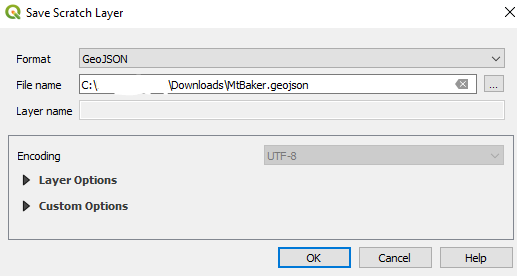 Save Scratch Layer
Format GeoJSON
File name C:\ \Downloads\MtBaker.geojson ...
Layer name
Encoding UTF-8
Layer Options
Custom Options
OK Cancel Help